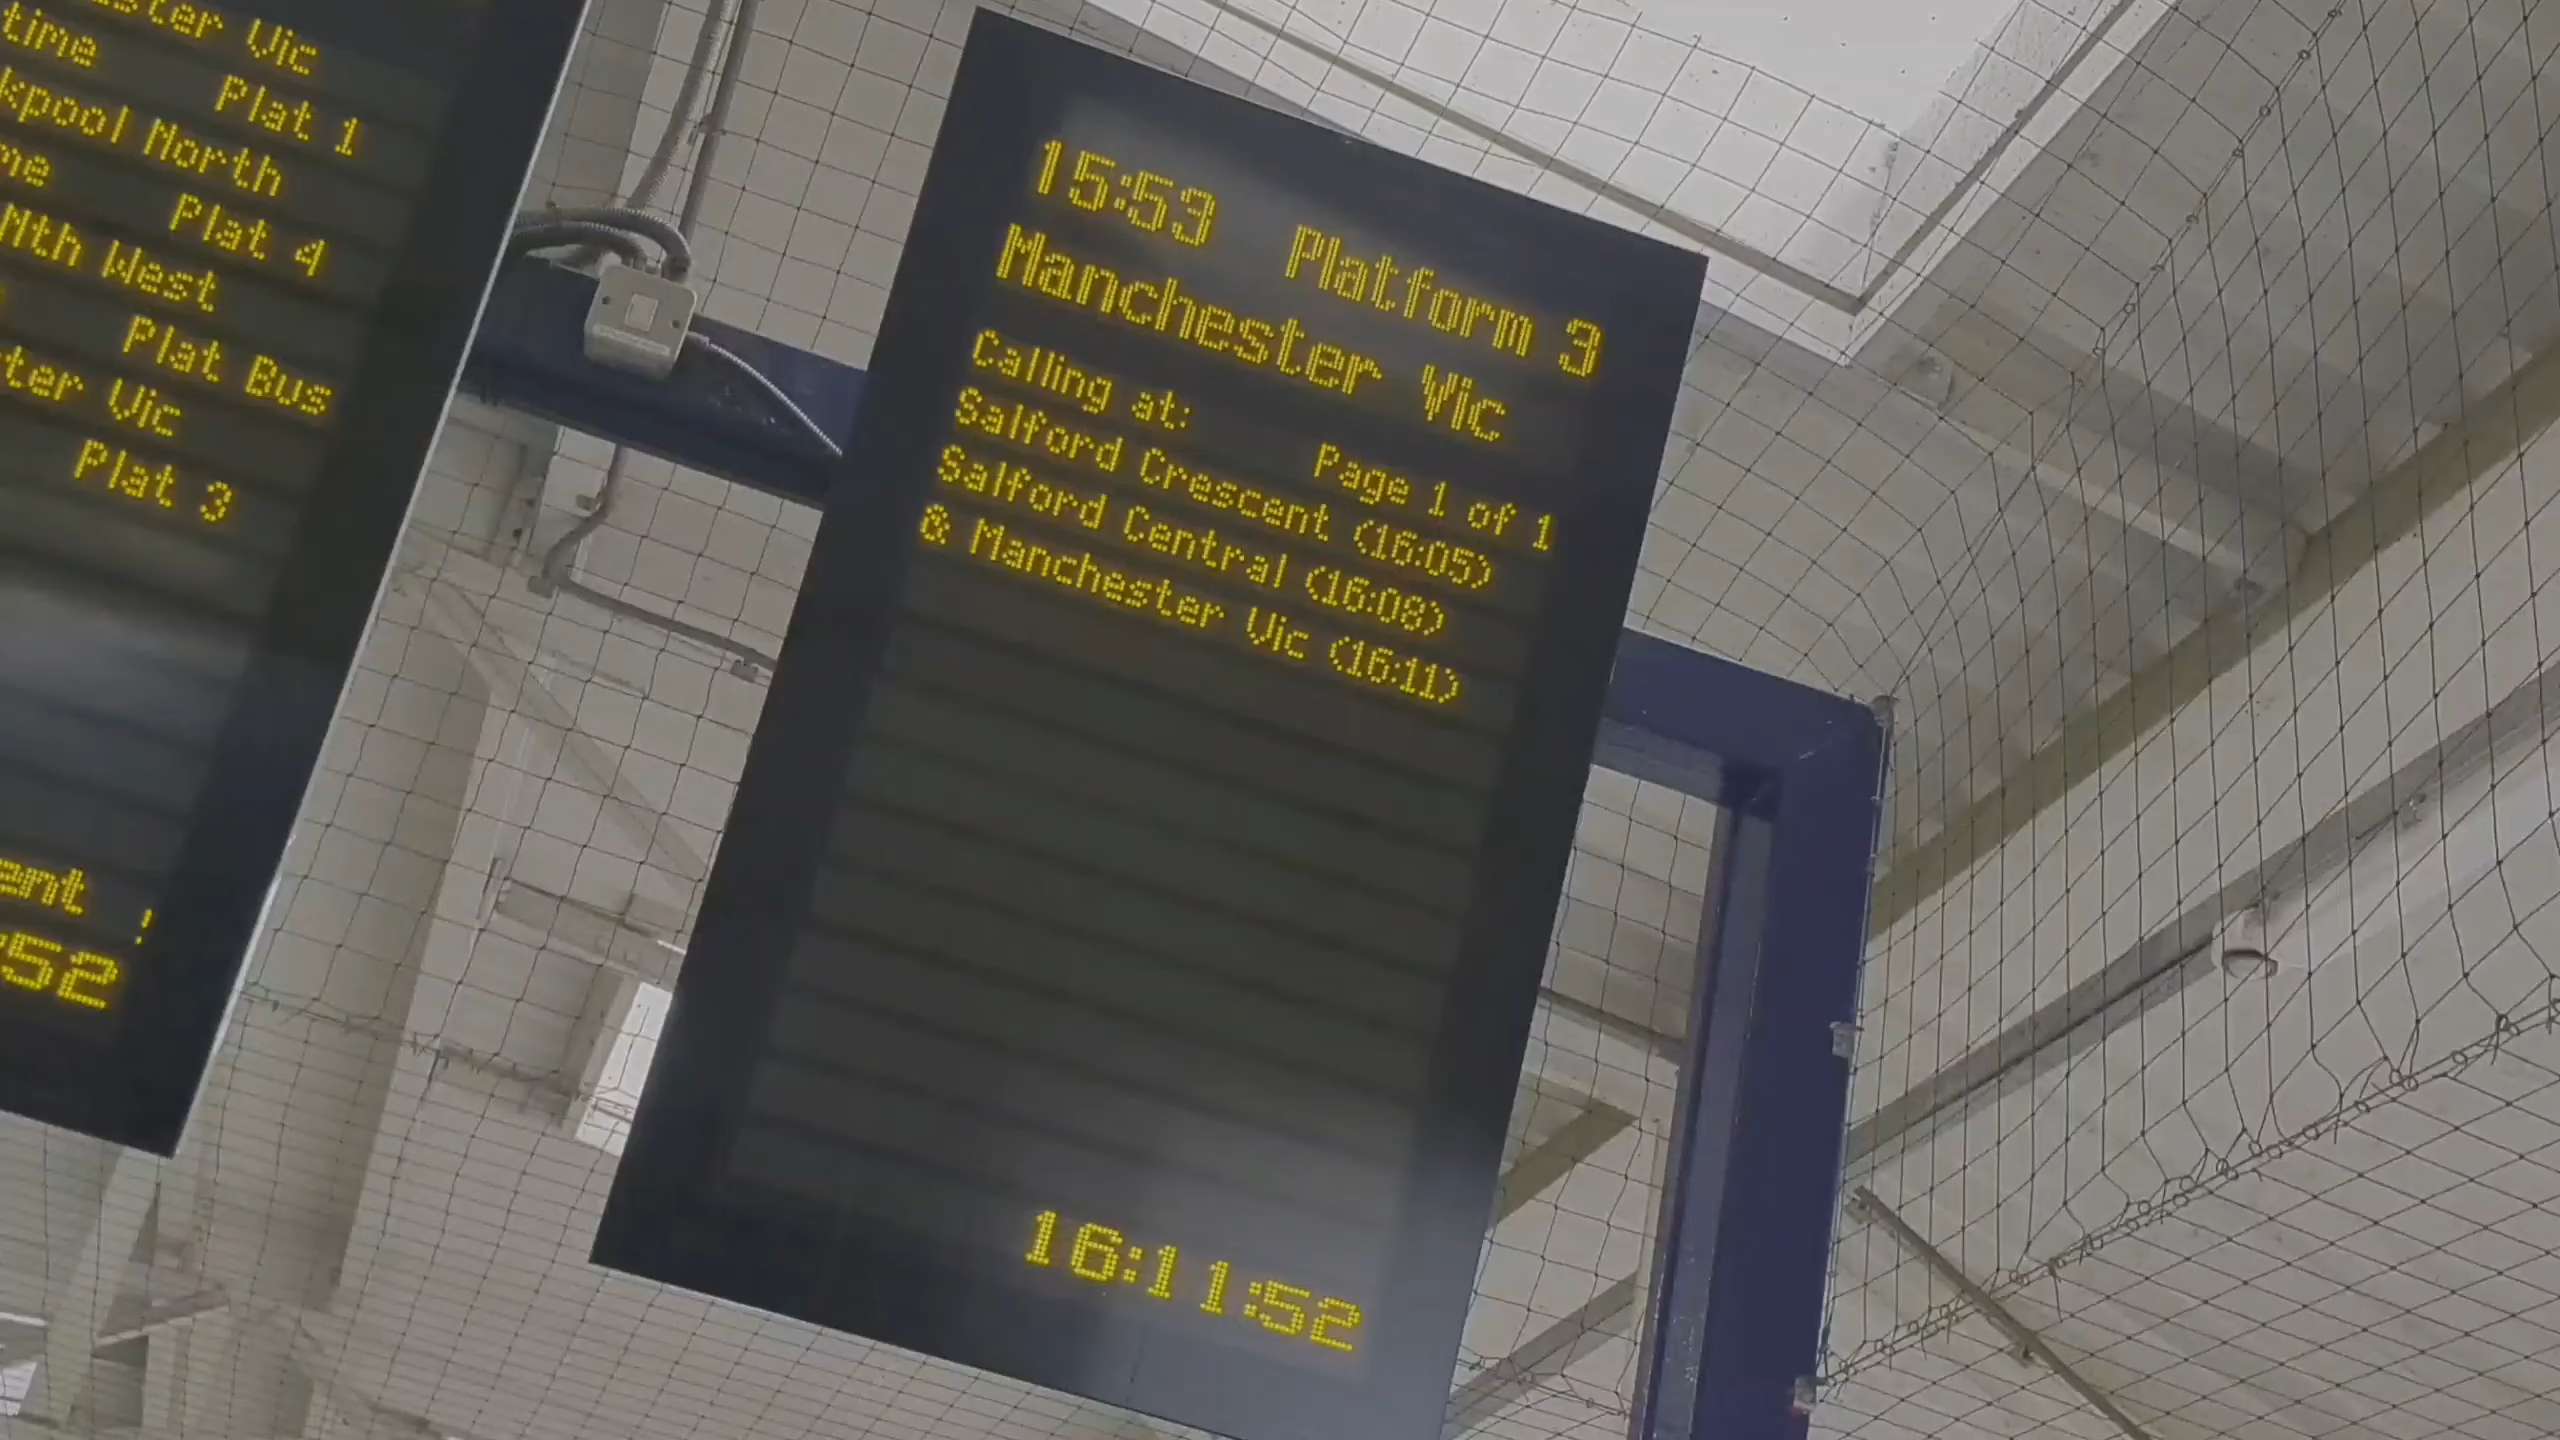 Vic
Plat 1
North
Plat 4
Nth West
Plat Bus
Vic
Plat 3
52
15:53 Platform 3
Manchester Vic
Calling at:
Page 1 of 1
Salford Crescent (16:05)
Salford Central (16:08)
& Manchester Vic (16:11)
16:11:52